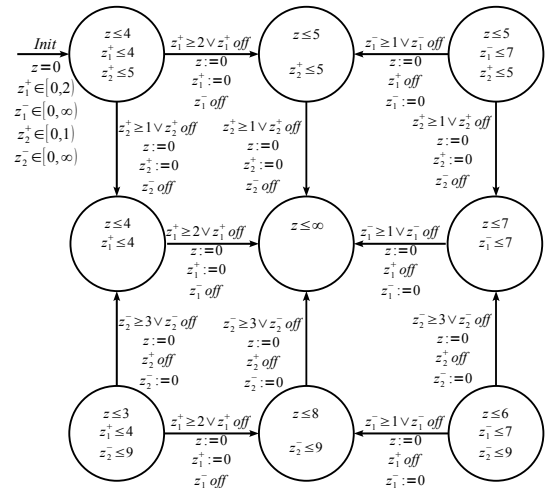 Init
z=0
z₁⁺∈[0,2)
z₁⁻∈[0,∞)
z₂⁺∈[0,1)
z₂⁻∈[0,∞)
z≤4
z₁⁺≤4
z₂⁺≤5
z₁⁺≥2∨z₁⁺ off
z:=0
z₁⁺:=0
z₁⁻ off
z≤5
z₂⁺≤5
z₁⁻≥1∨z₁⁻ off
z:=0
z₁⁺ off
z₁⁻:=0
z≤5
z₁⁻≤7
z₂⁺≤5
z₂⁺≥1∨z₂⁺ off
z:=0
z₂⁺:=0
z₂⁻ off
z₂⁺≥1∨z₂⁺ off
z:=0
z₂⁺:=0
z₂⁻ off
z₂⁺≥1∨z₂⁺ off
z:=0
z₂⁺:=0
z₂⁻ off
z≤4
z₁⁺≤4
z₁⁺≥2∨z₁⁺ off
z:=0
z₁⁺:=0
z₁⁻ off
z≤∞
z₁⁻≥1∨z₁⁻ off
z:=0
z₁⁺ off
z₁⁻:=0
z≤7
z₁⁻≤7
z₂⁻≥3∨z₂⁻ off
z:=0
z₂⁺ off
z₂⁻:=0
z₂⁻≥3∨z₂⁻ off
z:=0
z₂⁺ off
z₂⁻:=0
z₂⁻≥3∨z₂⁻ off
z:=0
z₂⁺ off
z₂⁻:=0
z≤3
z₁⁺≤4
z₂⁻≤9
z₁⁺≥2∨z₁⁺ off
z:=0
z₁⁺:=0
z₁⁻ off
z≤8
z₂⁻≤9
z₁⁻≥1∨z₁⁻ off
z:=0
z₁⁺ off
z₁⁻:=0
z≤6
z₁⁻≤7
z₂⁻≤9